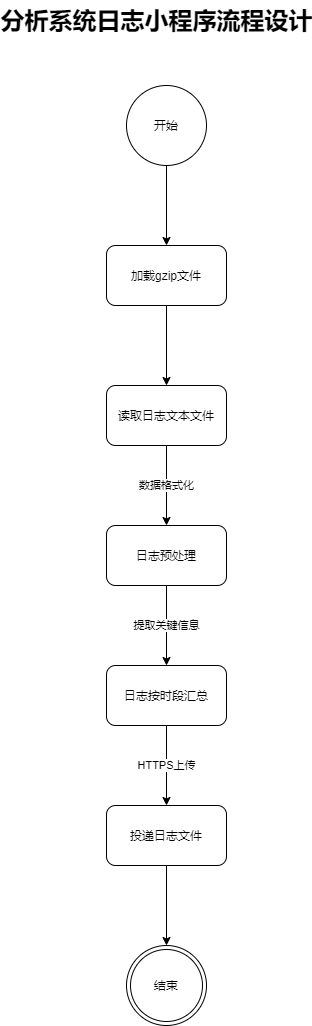 分析系统日志小程序流程设计
开始
加载gzip文件
读取日志文本文件
数据格式化
日志预处理
提取关键信息
日志按时段汇总
HTTPS上传
投递日志文件
结束